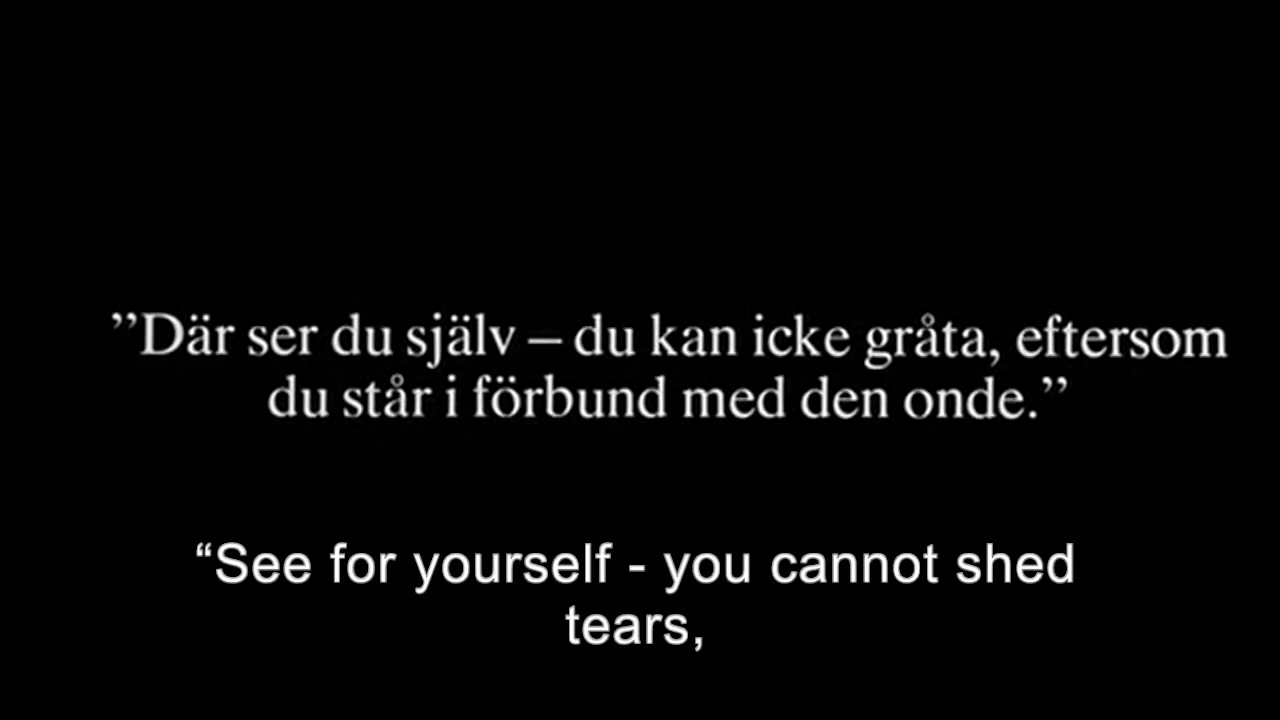 ”Där ser du själv – du kan icke gråta, eftersom
du står i förbund med den onde.”
“See for yourself - you cannot shed
tears,